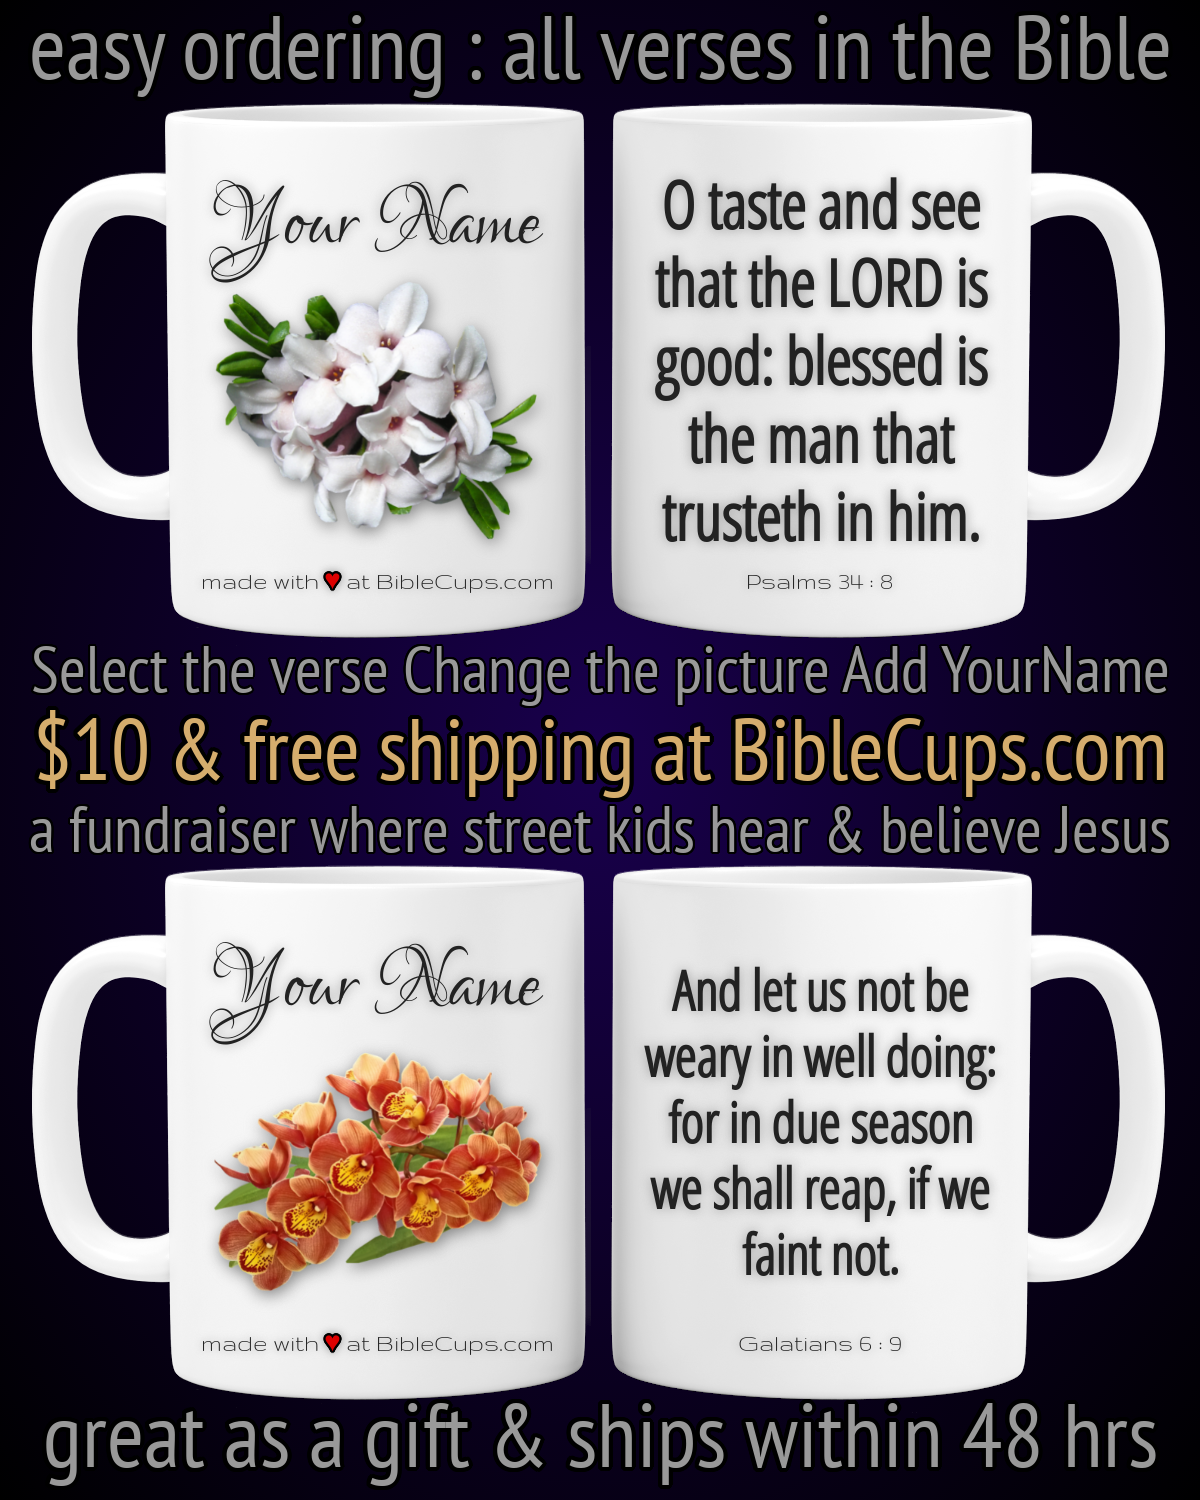 easy ordering : all verses in the Bible
Your Name
made with ♥ at BibleCups.com
O taste and see
that the LORD is
good: blessed is
the man that
trusteth in him.
Psalms 34 : 8
Select the verse Change the picture Add YourName
$10 & free shipping at BibleCups.com
a fundraiser where street kids hear & believe Jesus
Your Name
made with ♥ at BibleCups.com
And let us not be
weary in well doing:
for in due season
we shall reap, if we
faint not.
Galatians 6 : 9
great as a gift & ships within 48 hrs